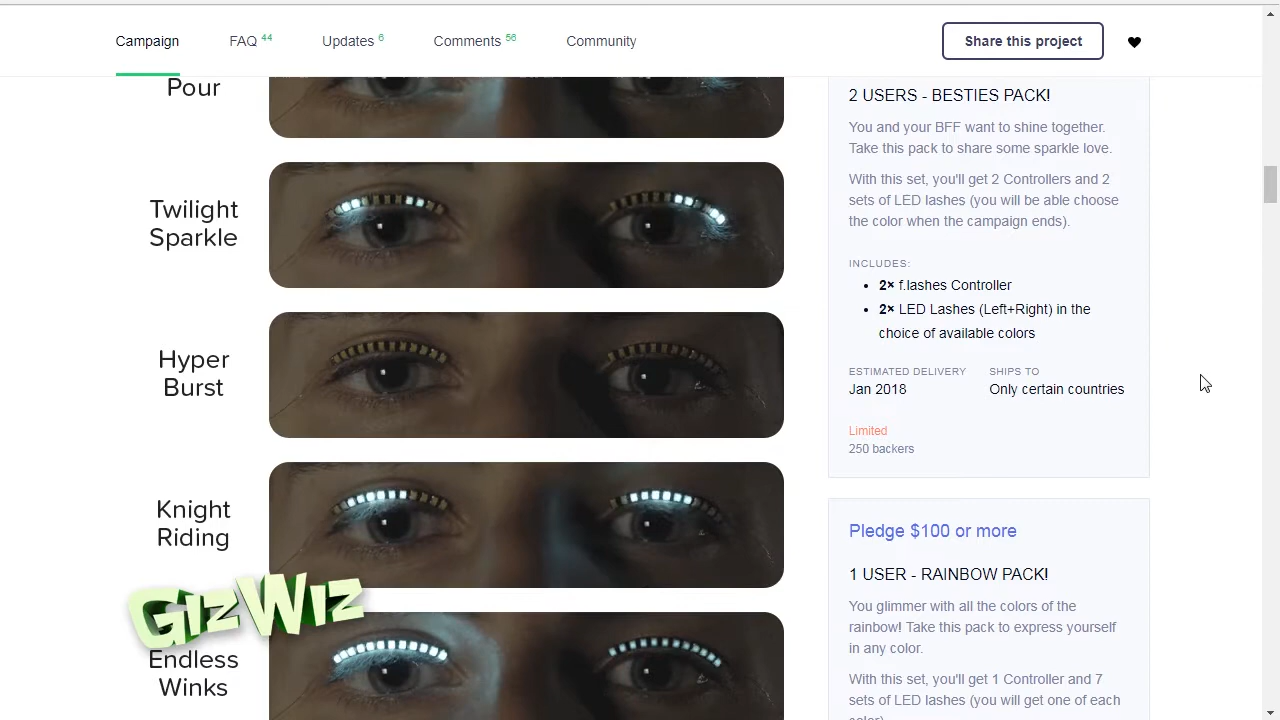 Campaign
FAQ 44
Updates 6
Comments 56
Community
Share this project
Pour
Twilight
Sparkle
Hyper
Burst
Knight
Riding
GizWiz
Endless
Winks
2 USERS - BESTIES PACK!
You and your BFF want to shine together.
Take this pack to share some sparkle love.
With this set, you'll get 2 Controllers and 2
sets of LED lashes (you will be able choose
the color when the campaign ends).
INCLUDES:
• 2× f.lashes Controller
• 2× LED Lashes (Left+Right) in the
choice of available colors
ESTIMATED DELIVERY
Jan 2018
SHIPS TO
Only certain countries
Limited
250 backers
Pledge $100 or more
1 USER - RAINBOW PACK!
You glimmer with all the colors of the
rainbow! Take this pack to express yourself
in any color.
With this set, you'll get 1 Controller and 7
sets of LED lashes (you will get one of each
color)